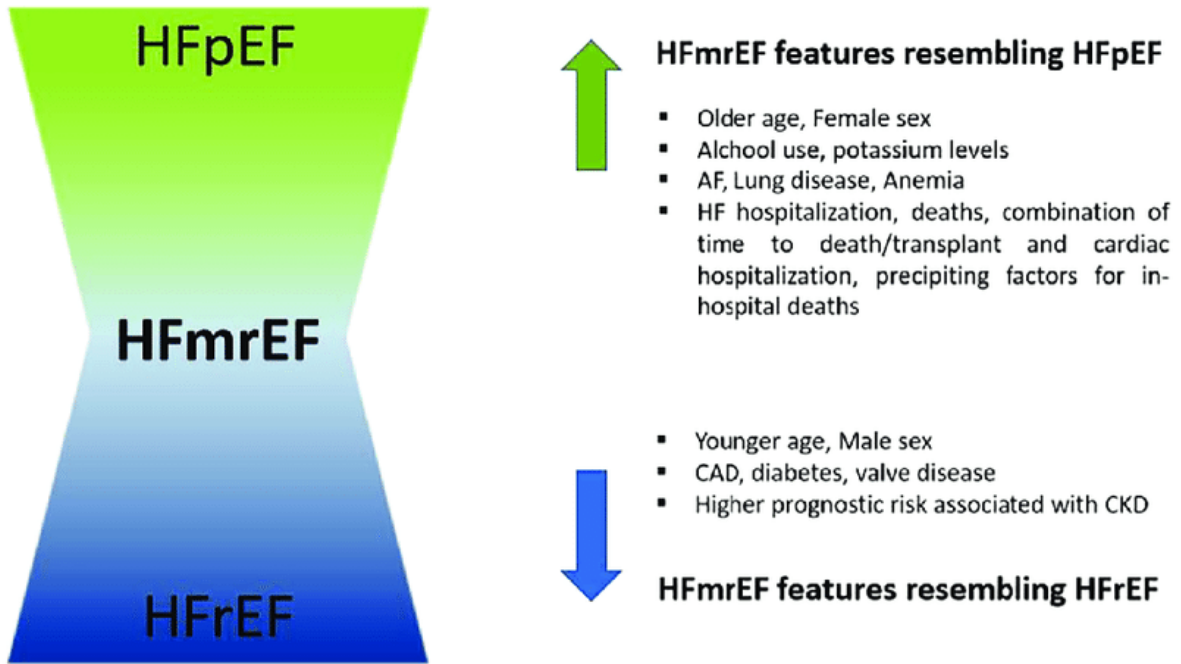 HFpEF
HFmrEF
HFrEF
HFmrEF features resembling HFpEF
▪ Older age, Female sex
▪ Alchool use, potassium levels
▪ AF, Lung disease, Anemia
▪ HF hospitalization, deaths, combination of
time to death/transplant and cardiac
hospitalization, precipiting factors for in-
hospital deaths
▪ Younger age, Male sex
▪ CAD, diabetes, valve disease
▪ Higher prognostic risk associated with CKD
HFmrEF features resembling HFrEF